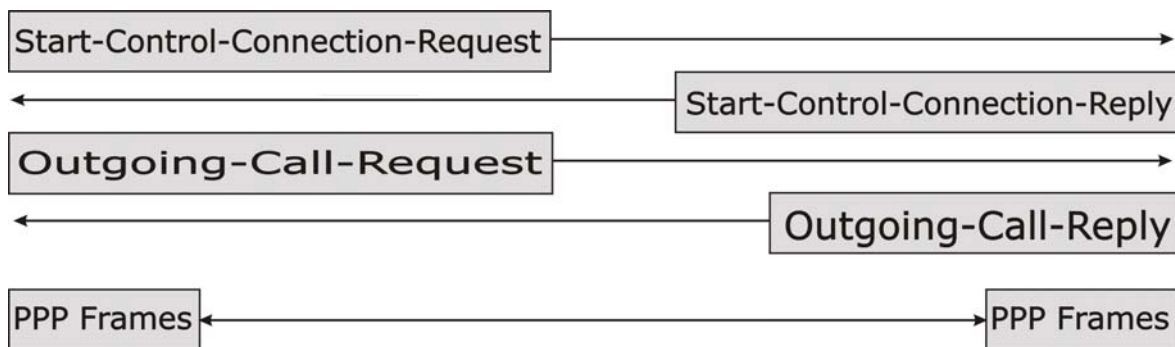 Start-Control-Connection-Request
Start-Control-Connection-Reply
Outgoing-Call-Request
Outgoing-Call-Reply
PPP Frames
PPP Frames